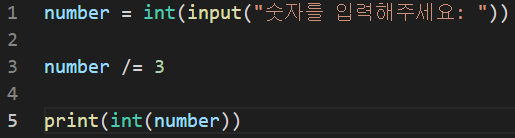 1 number = int(input("숫자를 입력해주세요: "))
2
3 number /= 3
4
5 print(int(number))